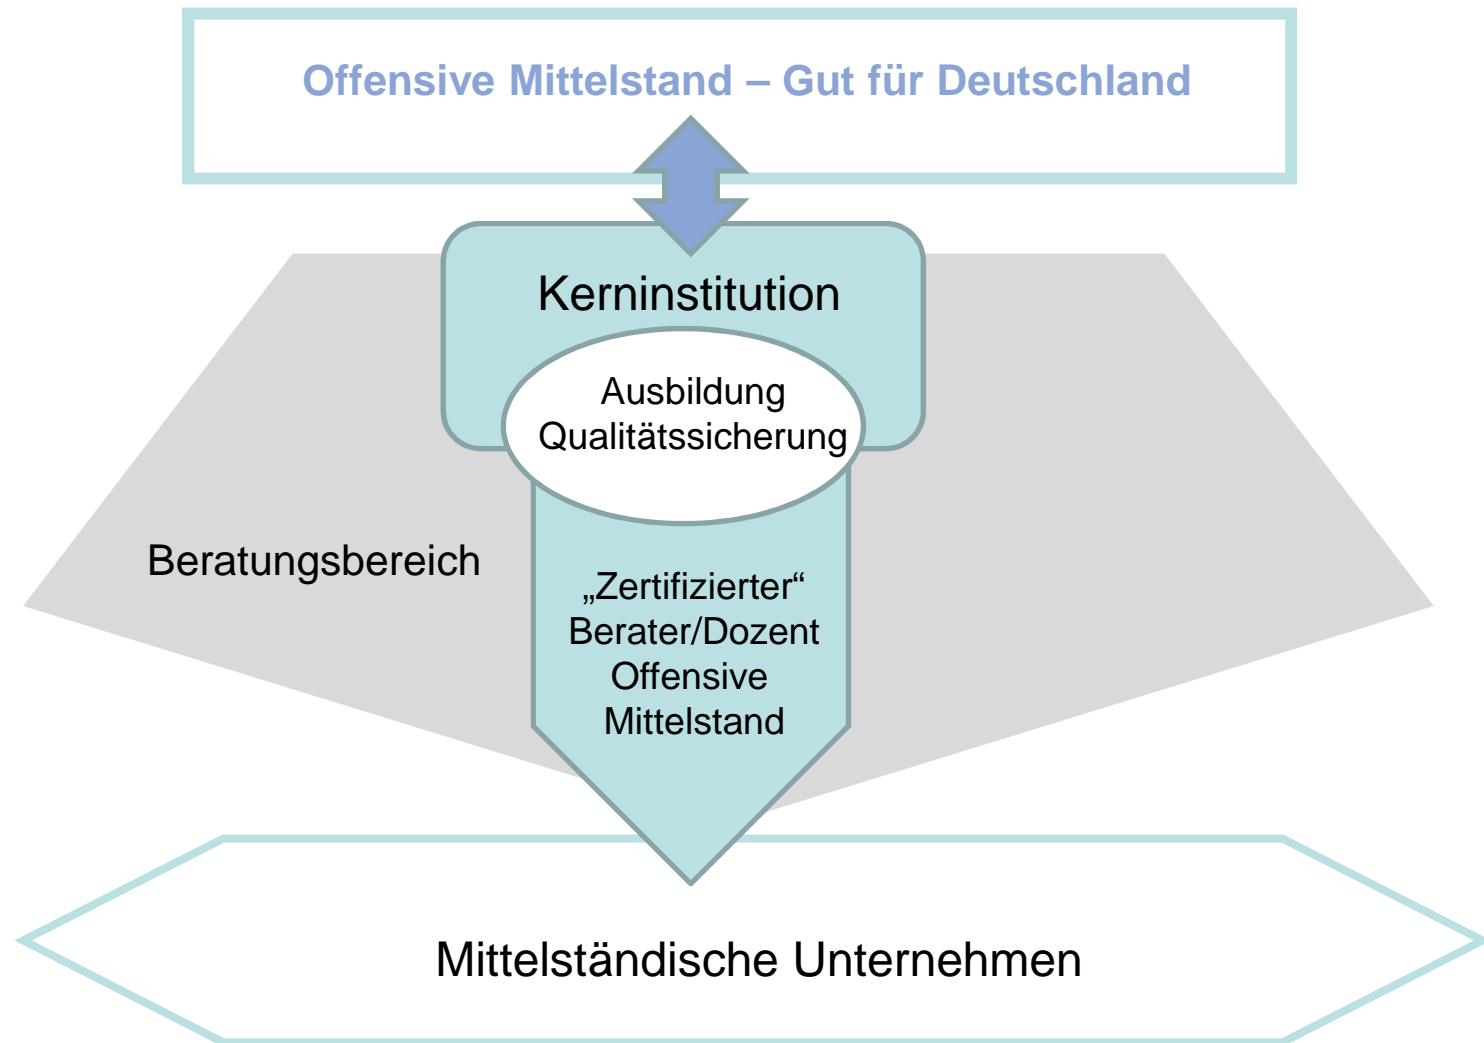 Offensive Mittelstand – Gut für Deutschland
Kerninstitution
Ausbildung
Qualitätssicherung
Beratungsbereich
„Zertifizierter“
Berater/Dozent
Offensive
Mittelstand
Mittelständische Unternehmen